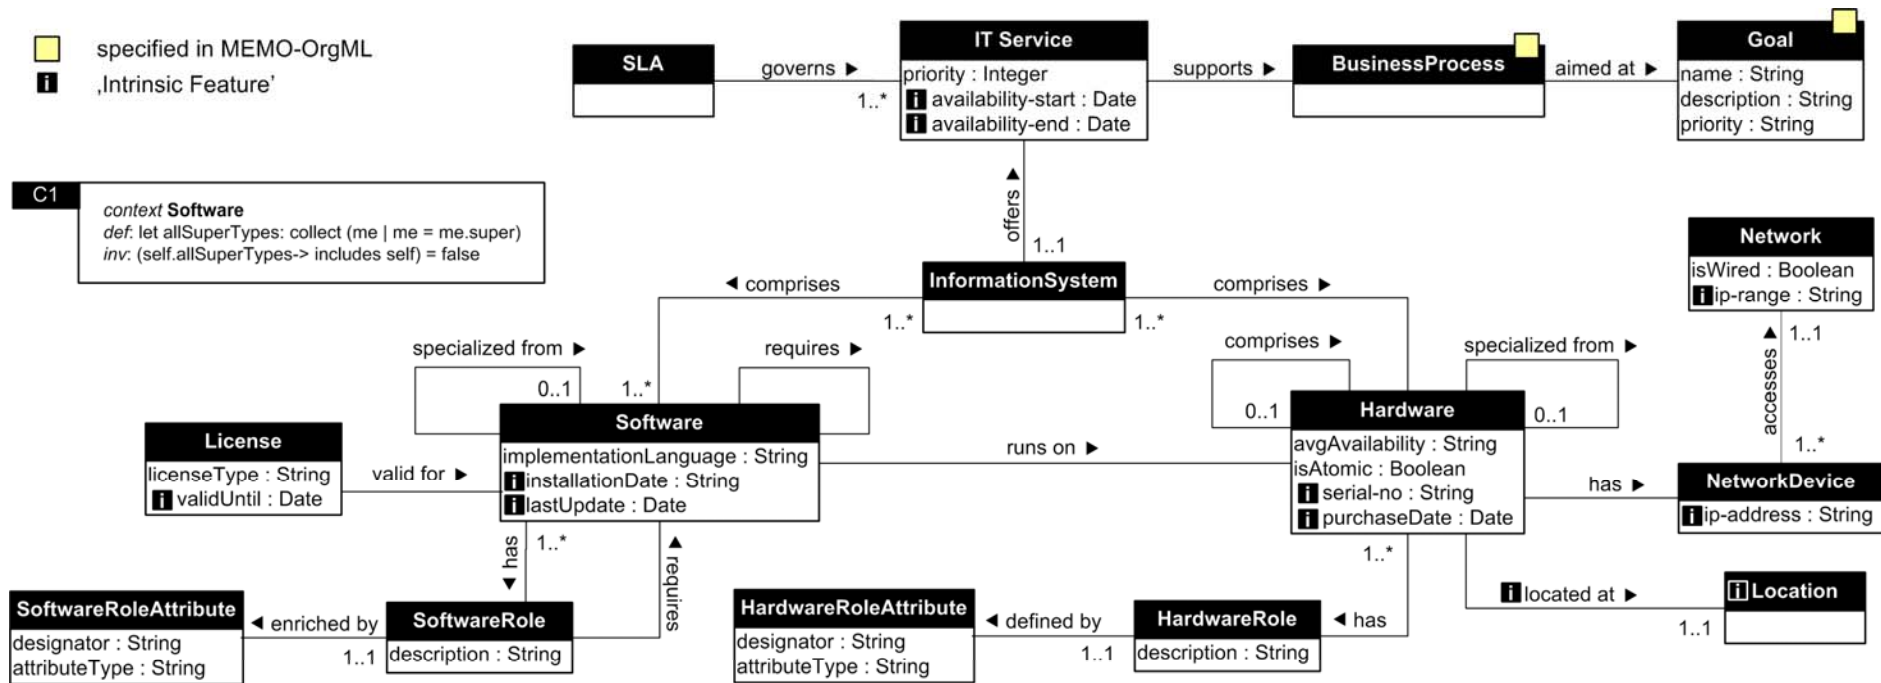 specified in MEMO-OrgML
i ‚Intrinsic Feature’
SLA
governs ►
1..*
IT Service
priority : Integer
i availability-start : Date
i availability-end : Date
supports ►
BusinessProcess
aimed at ►
Goal
name : String
description : String
priority : String
C1
context Software
def: let allSuperTypes: collect (me | me = me.super)
inv: (self.allSuperTypes-> includes self) = false
offers ►
1..1
InformationSystem
◄ comprises
1..*
1..*
comprises ►
1..*
Network
isWired : Boolean
i ip-range : String
1..1
accesses ►
1..*
specialized from ►
0..1
requires ►
comprises ►
0..1
specialized from ►
0..1
License
licenseType : String
i validUntil : Date
valid for ►
Software
implementationLanguage : String
i installationDate : String
i lastUpdate : Date
runs on ►
Hardware
avgAvailability : String
isAtomic : Boolean
i serial-no : String
i purchaseDate : Date
has ►
NetworkDevice
i ip-address : String
◄ has
1..*
requires ►
1..*
i located at ►
1..1
i Location
SoftwareRoleAttribute
designator : String
attributeType : String
◄ enriched by
1..1
SoftwareRole
description : String
HardwareRoleAttribute
designator : String
attributeType : String
◄ defined by
1..1
HardwareRole
description : String
◄ has